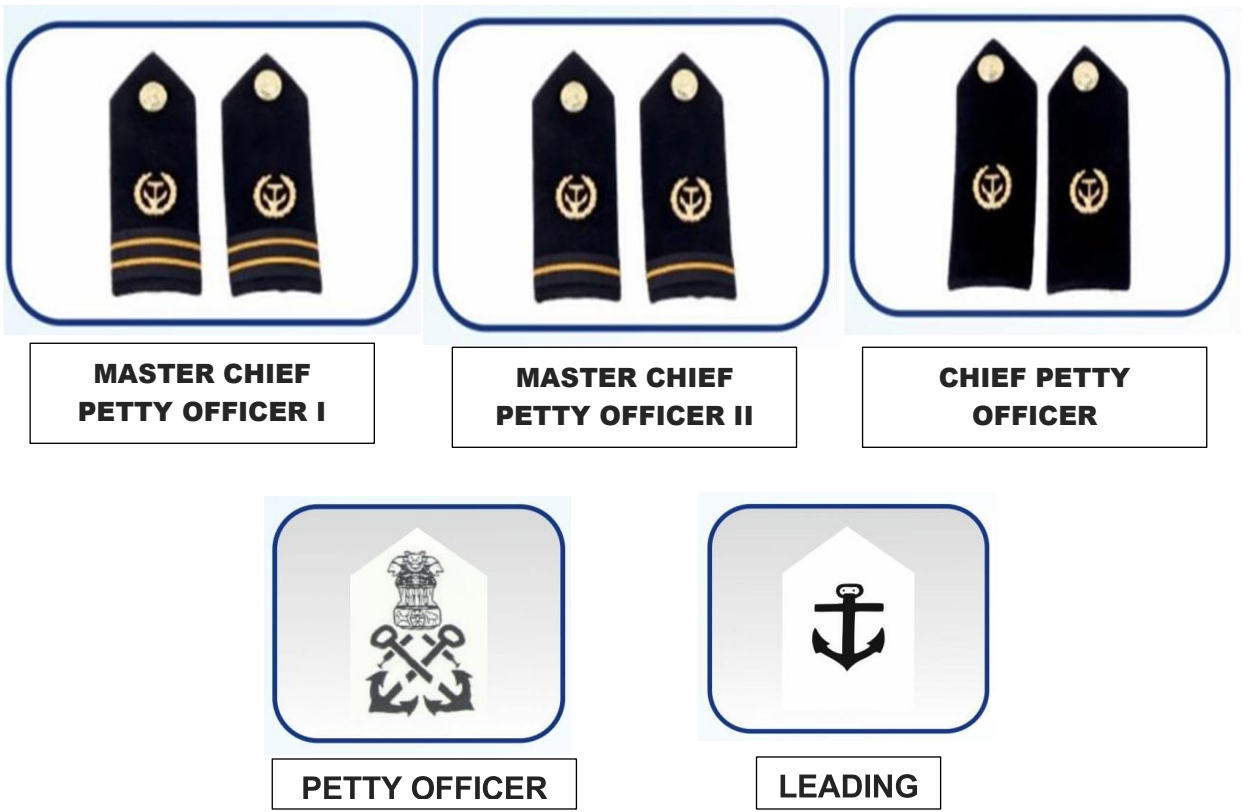 MASTER CHIEF
PETTY OFFICER I
MASTER CHIEF
PETTY OFFICER II
CHIEF PETTY
OFFICER
PETTY OFFICER
LEADING